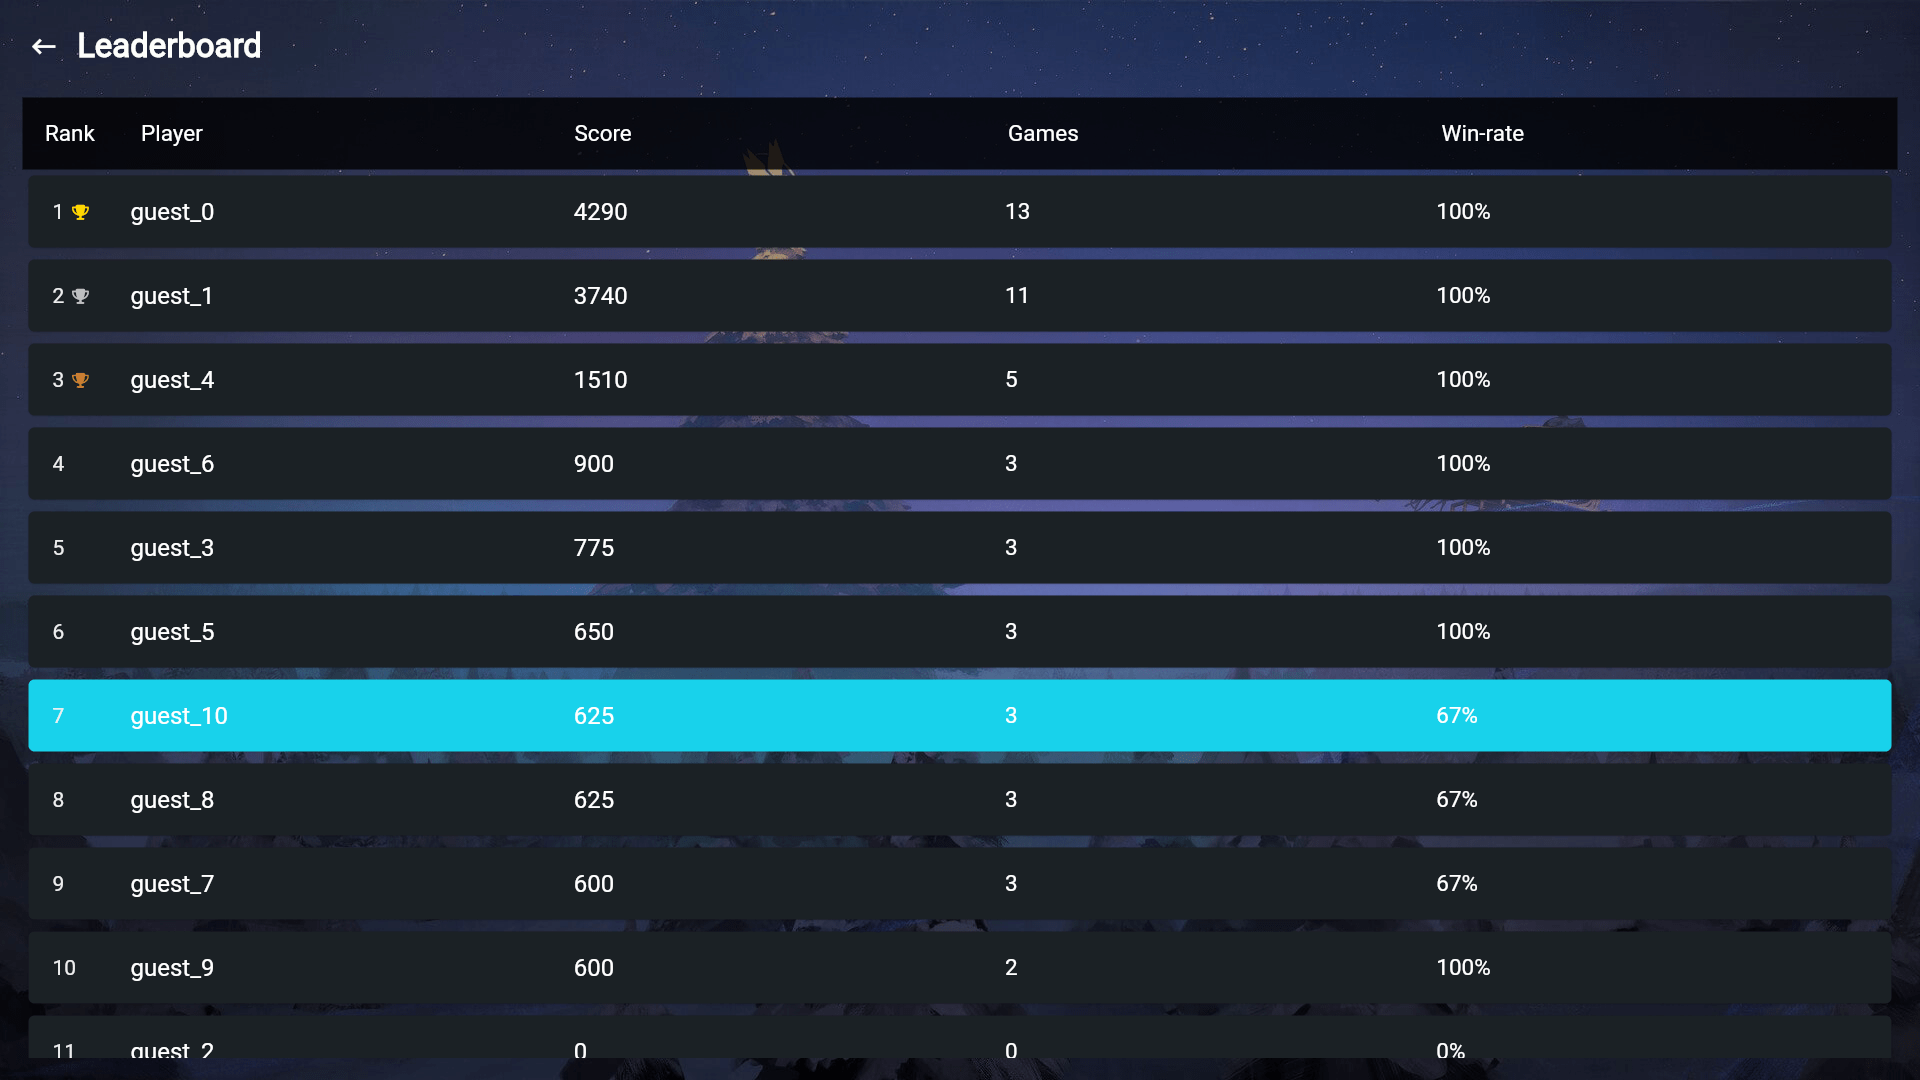 Leaderboard
Rank Player Score Games Win-rate
1 guest_0 4290 13 100%
2 guest_1 3740 11 100%
3 guest_4 1510 5 100%
4 guest_6 900 3 100%
5 guest_3 775 3 100%
6 guest_5 650 3 100%
7 guest_10 625 3 67%
8 guest_8 625 3 67%
9 guest_7 600 3 67%
10 guest_9 600 2 100%
11 guest_2 0 0 0%